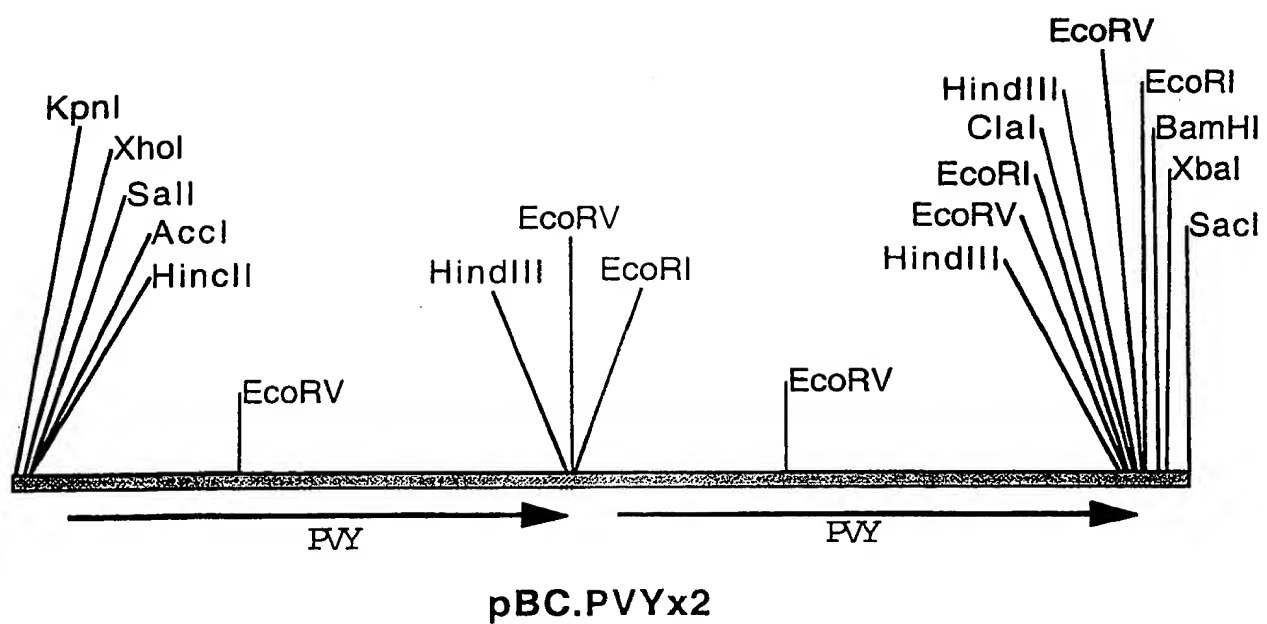 EcoRV
HindIII
EcoRI
KpnI
ClaI
BamHI
XhoI
EcoRI
XbaI
SalI
EcoRV
EcoRV
SacI
AccI
HindIII
HindIII
EcoRI
HincII
EcoRV
EcoRV
PVY
PVY
pBC.PVYx2